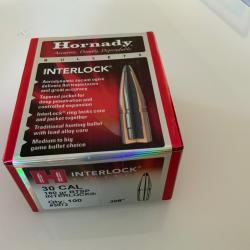 Hornady
Accurate, Deadly, Dependable.
BULLETS
INTERLOCK®
Aerodynamic secant ogive
delivers flat trajectories
and great accuracy
Tapered jacket for
deep penetration and
controlled expansion
InterLock® ring locks core
and jacket together
Traditional hunting bullet
with lead alloy core
Medium to big
game bullet choice
H
INTERLOCK®
30 CAL
BTSP
INTERLOCK®
Qty. 100
.308"